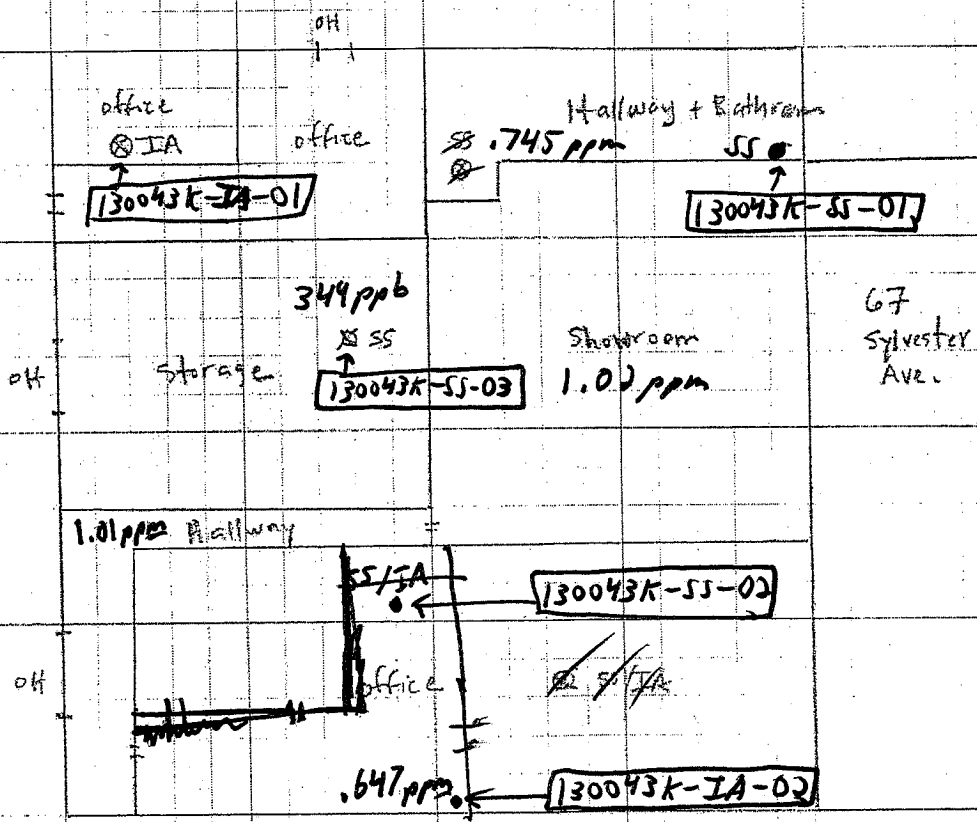 OH
office
Hallway + Bathroom
office
SS .745 ppm
SS
IA
130043K-IA-01
130043K-SS-01
349 ppb
67
SS
Showroom
Sylvester
OH
Storage
130043K-SS-03
1.02 ppm
Ave.
1.01 ppm Hallway
SS/IA
130043K-SS-02
OH
office
SS/IA
.647 ppm
130043K-IA-02